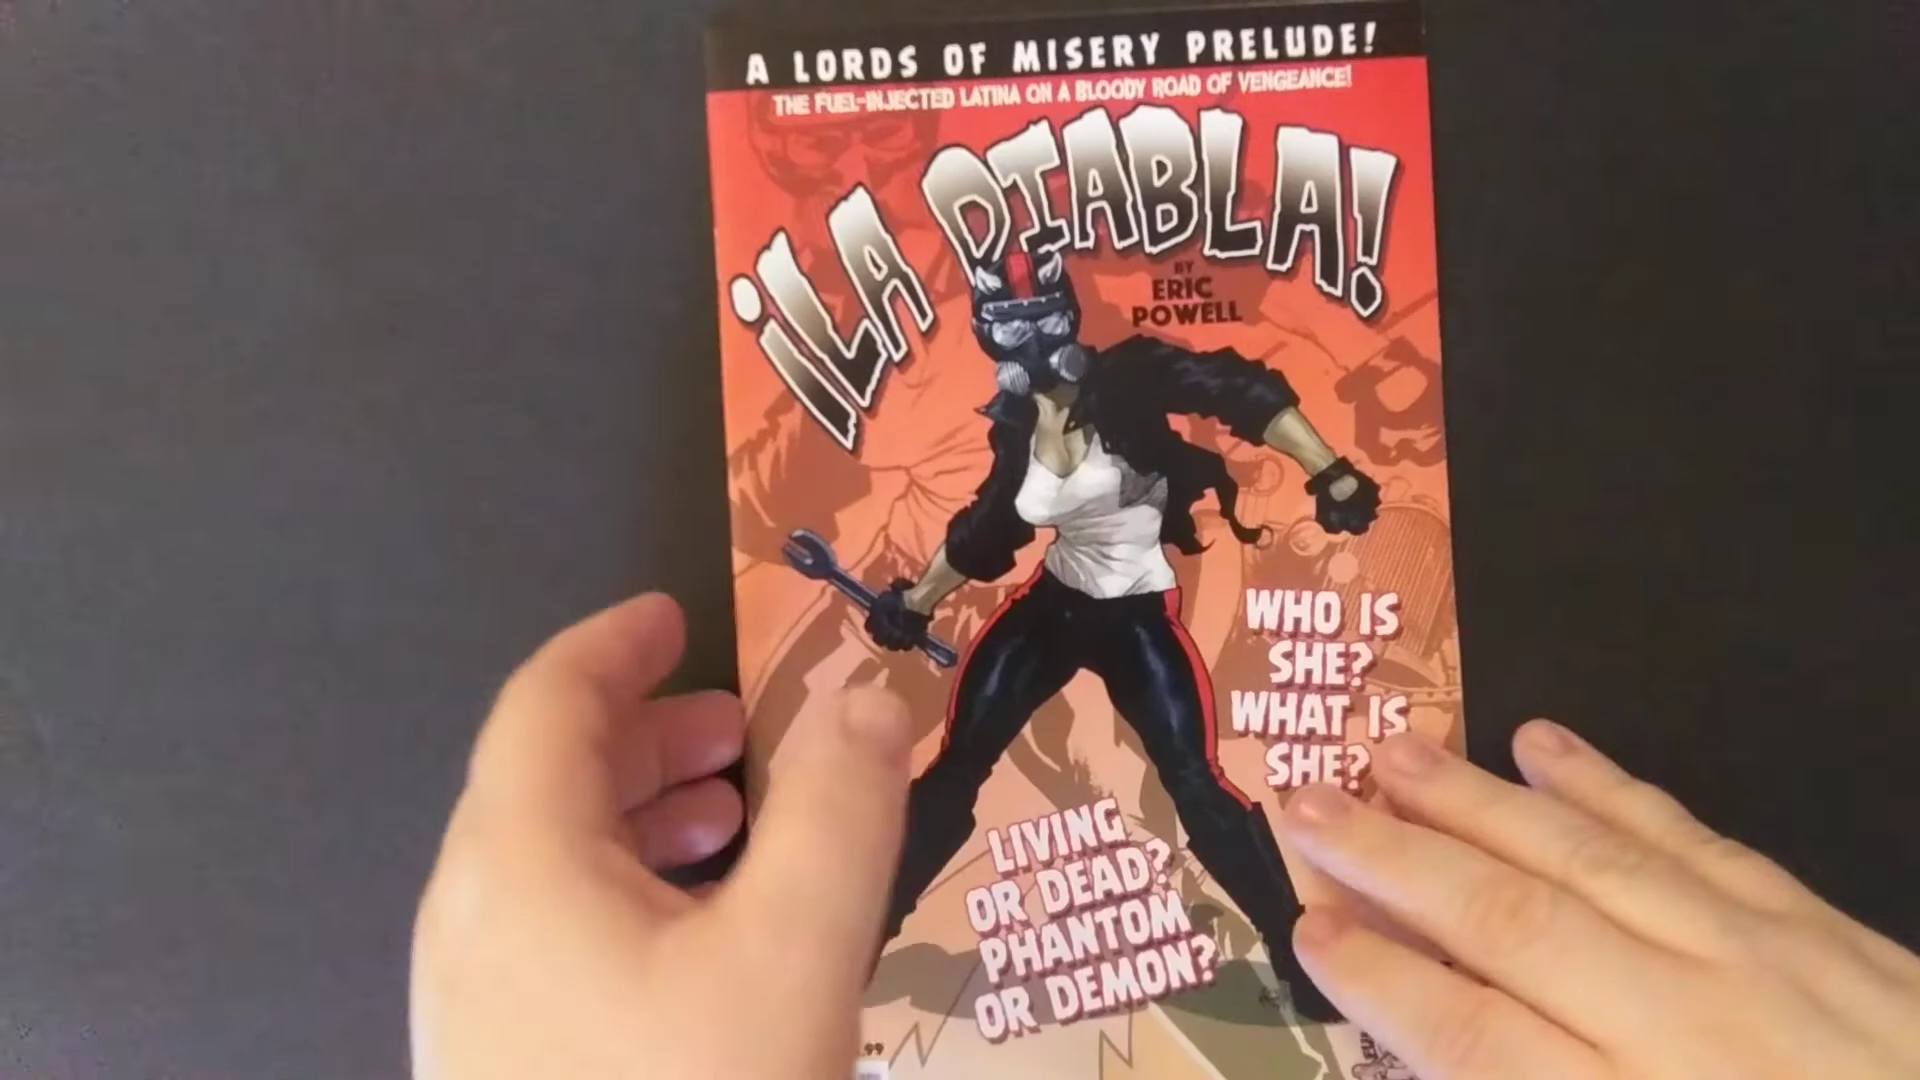 A LORDS OF MISERY PRELUDE!
THE FUEL-INJECTED LATINA ON A BLOODY ROAD OF VENGEANCE!
¡LA DIABLA!
BY
ERIC
POWELL
WHO IS
SHE?
WHAT IS
SHE?
LIVING
OR DEAD?
PHANTOM
OR DEMON?
.99